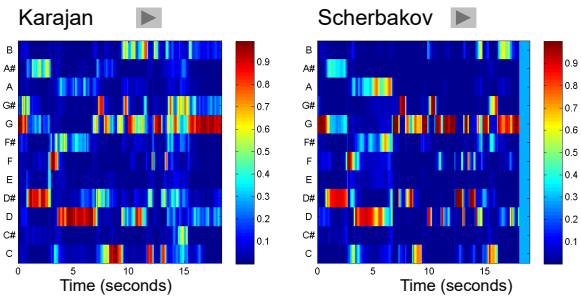 Karajan
Scherbakov
B
A#
A
G#
G
F#
F
E
D#
D
C#
C
0
5
10
15
Time (seconds)
0.9
0.8
0.7
0.6
0.5
0.4
0.3
0.2
0.1
B
A#
A
G#
G
F#
F
E
D#
D
C#
C
0
5
10
15
Time (seconds)
0.9
0.8
0.7
0.6
0.5
0.4
0.3
0.2
0.1